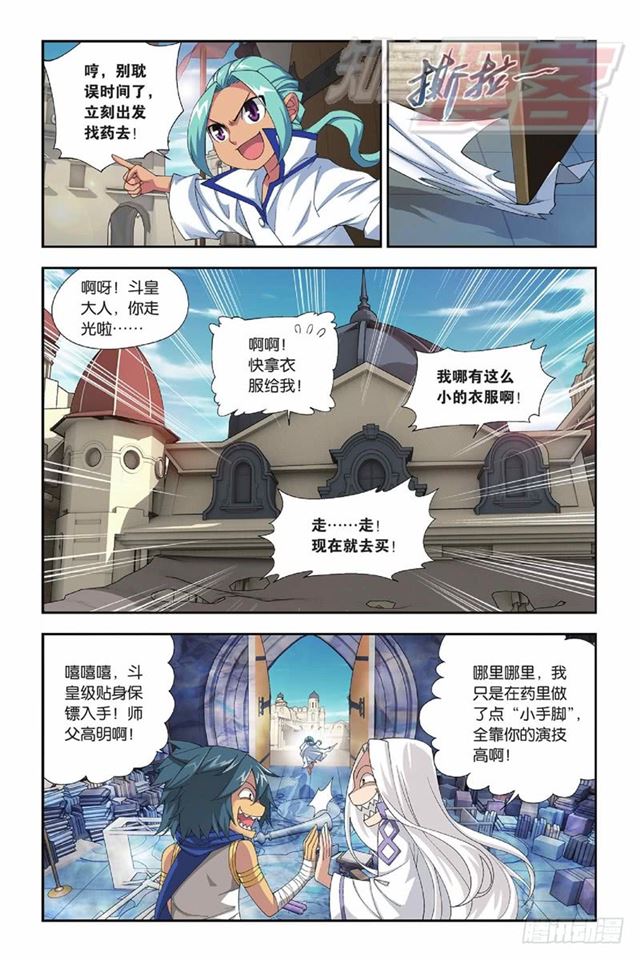 哼，别耽
误时间了，
立刻出发
找药去！
撕拉一
啊呀！斗皇
大人，你走
光啦……
啊啊！
快拿衣
服给我！
我哪有这么
小的衣服啊！
走……走！
现在就去买！
嘻嘻嘻，斗
皇级贴身保
镖入手！师
父高明啊！
哪里哪里，我
只是在药里做
了点“小手脚”，
全靠你的演技
高啊！
腾讯动漫